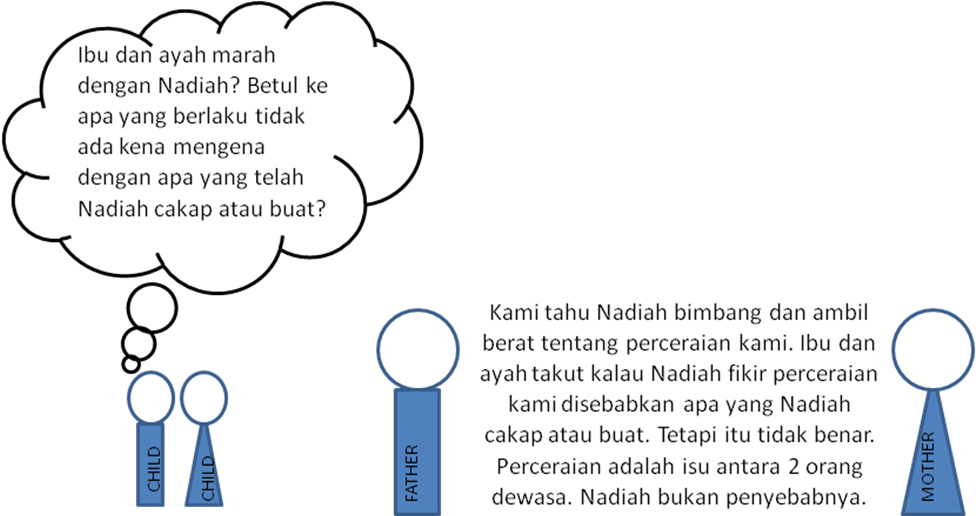 Ibu dan ayah marah
dengan Nadiah? Betul ke
apa yang berlaku tidak
ada kena mengena
dengan apa yang telah
Nadiah cakap atau buat?
Kami tahu Nadiah bimbang dan ambil
berat tentang perceraian kami. Ibu dan
ayah takut kalau Nadiah fikir perceraian
kami disebabkan apa yang Nadiah
cakap atau buat. Tetapi itu tidak benar.
Perceraian adalah isu antara 2 orang
dewasa. Nadiah bukan penyebabnya.
CHILD
CHILD
FATHER
MOTHER